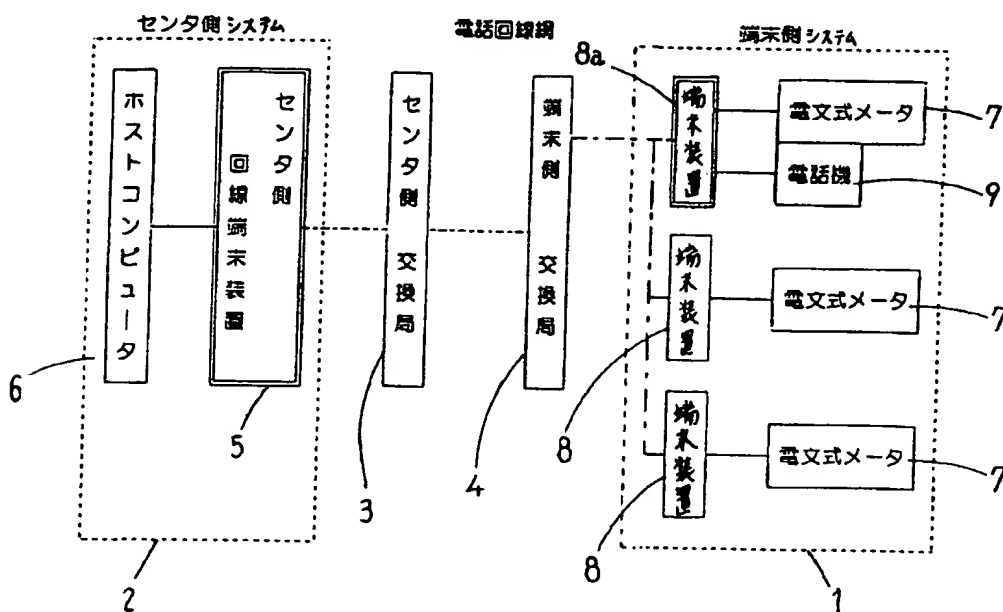 センタ側システム
電話回線網
端末側システム
ホストコンピュータ
センタ側
回線端末装置
センタ側 交換局
端末側 交換局
8a
端末装置
電文式メータ
7
電話機
9
端末装置
電文式メータ
7
端末装置
電文式メータ
7
6
5
3
4
8
8
2
1